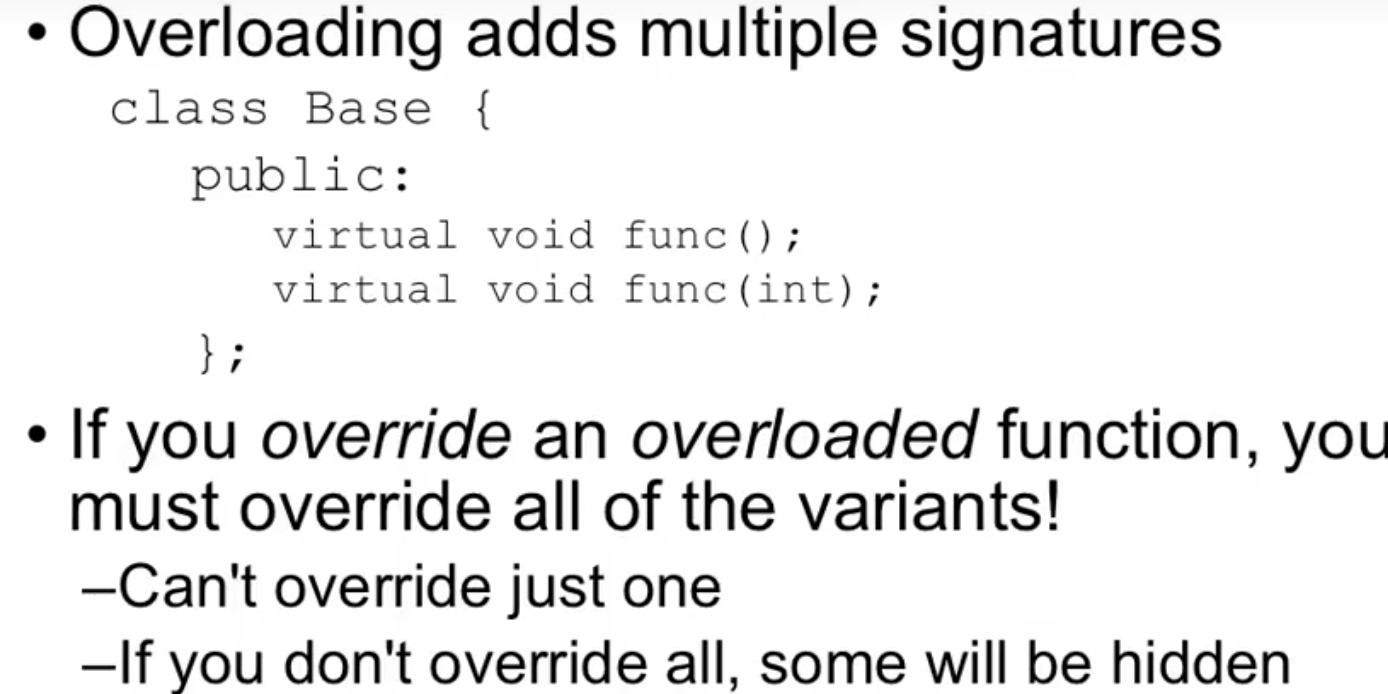 • Overloading adds multiple signatures
class Base {
public:
virtual void func();
virtual void func(int);
};
• If you override an overloaded function, you
must override all of the variants!
–Can't override just one
–If you don't override all, some will be hidden